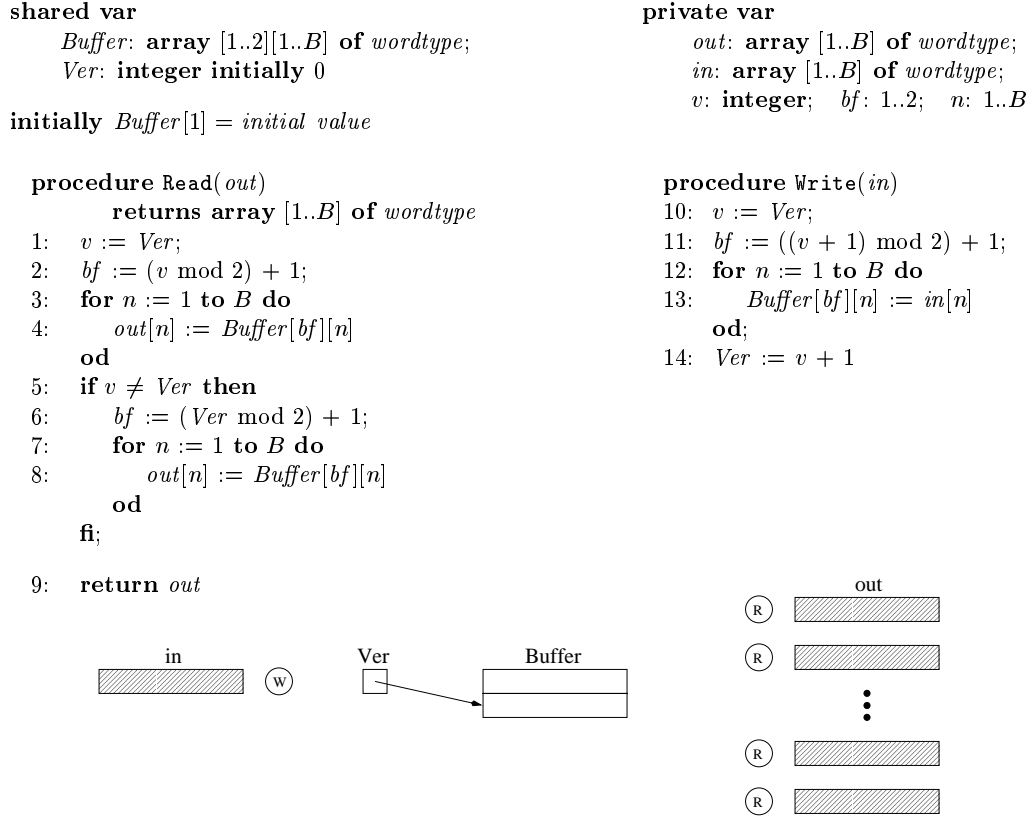 shared var
Buffer: array [1..2][1..B] of wordtype;
Ver: integer initially 0
initially Buffer[1] = initial value
private var
out: array [1..B] of wordtype;
in: array [1..B] of wordtype;
v: integer; bf: 1..2; n: 1..B
procedure Read(out)
returns array [1..B] of wordtype
1: v := Ver;
2: bf := (v mod 2) + 1;
3: for n := 1 to B do
4: out[n] := Buffer[bf][n]
od
5: if v ≠ Ver then
6: bf := (Ver mod 2) + 1;
7: for n := 1 to B do
8: out[n] := Buffer[bf][n]
od
fi;
9: return out
procedure Write(in)
10: v := Ver;
11: bf := ((v + 1) mod 2) + 1;
12: for n := 1 to B do
13: Buffer[bf][n] := in[n]
od;
14: Ver := v + 1
in
W
Ver
Buffer
out
R
R
R
R